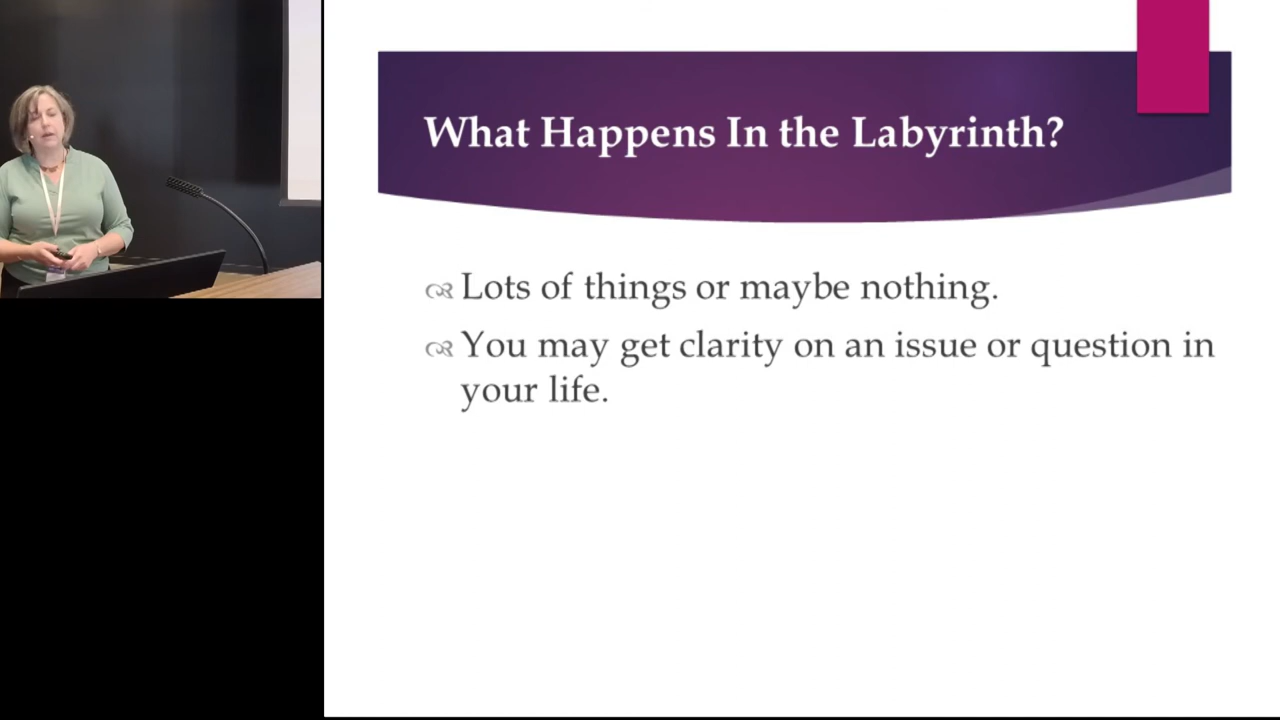 What Happens In the Labyrinth?
Lots of things or maybe nothing.
You may get clarity on an issue or question in
your life.